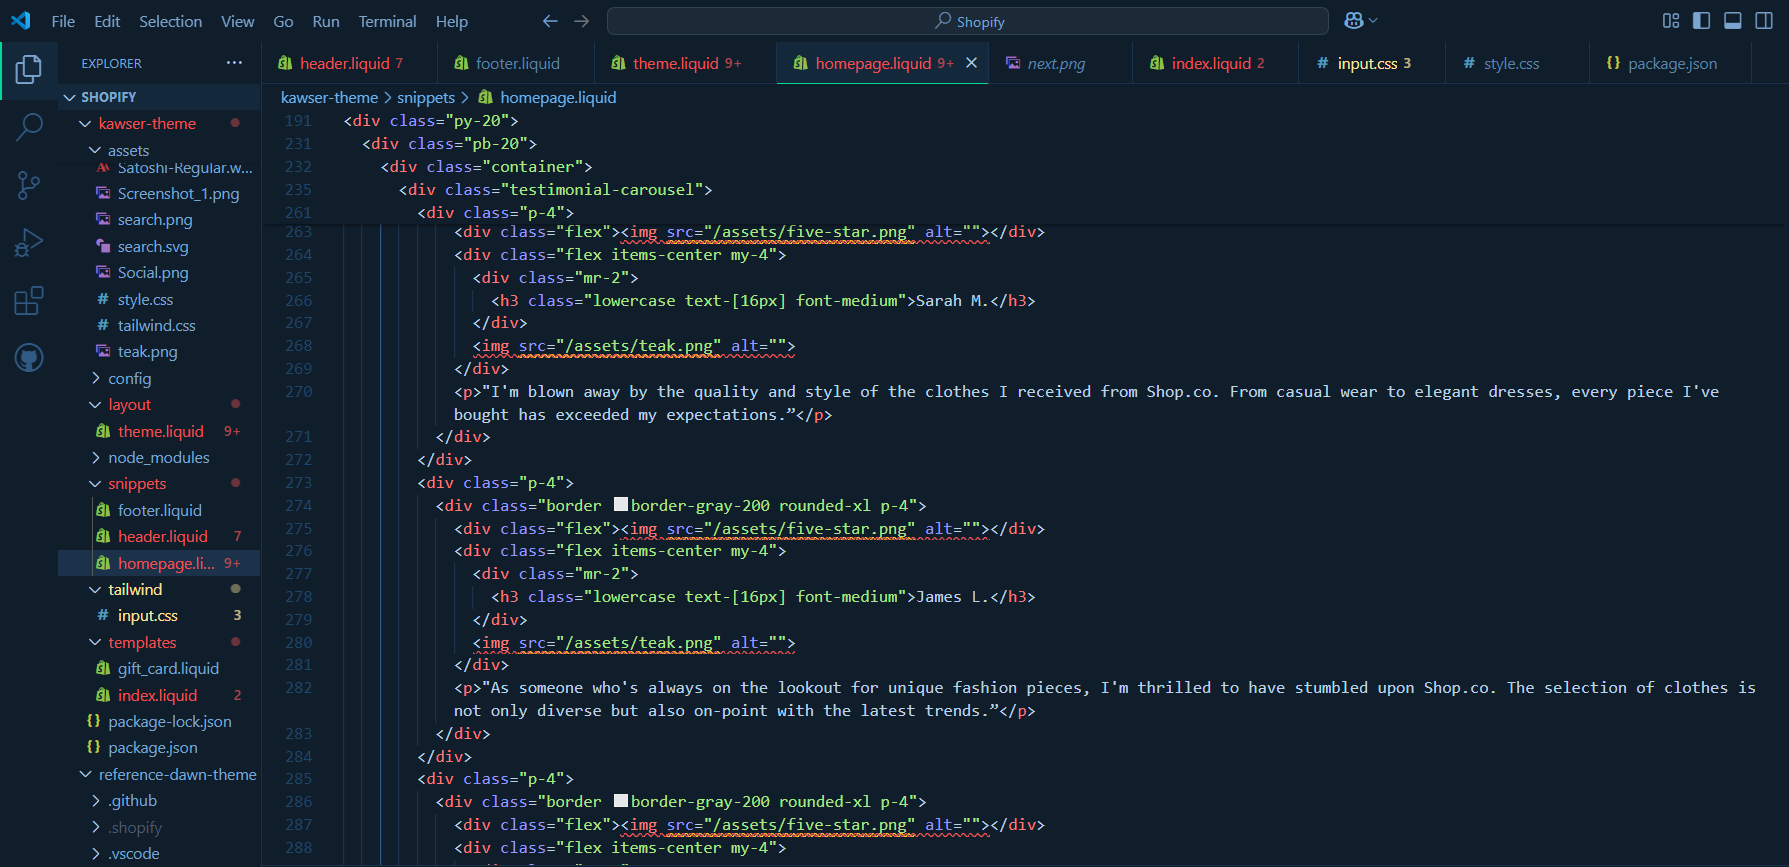 File Edit Selection View Go Run Terminal Help
Shopify
EXPLORER
header.liquid 7
footer.liquid
theme.liquid 9+
homepage.liquid 9+
next.png
index.liquid 2
# input.css 3
# style.css
{} package.json
SHOPIFY
kawser-theme
assets
Satoshi-Regular.w...
Screenshot_1.png
search.png
search.svg
Social.png
# style.css
# tailwind.css
teak.png
config
layout
theme.liquid 9+
node_modules
snippets
footer.liquid
header.liquid 7
homepage.li... 9+
tailwind
# input.css 3
templates
gift_card.liquid
index.liquid 2
{} package-lock.json
{} package.json
reference-dawn-theme
.github
.shopify
.vscode
kawser-theme > snippets > homepage.liquid
191 <div class="py-20">
231 <div class="pb-20">
232 <div class="container">
235 <div class="testimonial-carousel">
261 <div class="p-4">
263 <div class="flex"><img src="/assets/five-star.png" alt=""></div>
264 <div class="flex items-center my-4">
265 <div class="mr-2">
266 <h3 class="lowercase text-[16px] font-medium">Sarah M.</h3>
267 </div>
268 <img src="/assets/teak.png" alt="">
269 </div>
270 <p>"I'm blown away by the quality and style of the clothes I received from Shop.co. From casual wear to elegant dresses, every piece I've
bought has exceeded my expectations.”</p>
271 </div>
272 </div>
273 <div class="p-4">
274 <div class="border border-gray-200 rounded-xl p-4">
275 <div class="flex"><img src="/assets/five-star.png" alt=""></div>
276 <div class="flex items-center my-4">
277 <div class="mr-2">
278 <h3 class="lowercase text-[16px] font-medium">James L.</h3>
279 </div>
280 <img src="/assets/teak.png" alt="">
281 </div>
282 <p>"As someone who's always on the lookout for unique fashion pieces, I'm thrilled to have stumbled upon Shop.co. The selection of clothes is
not only diverse but also on-point with the latest trends.”</p>
283 </div>
284 </div>
285 <div class="p-4">
286 <div class="border border-gray-200 rounded-xl p-4">
287 <div class="flex"><img src="/assets/five-star.png" alt=""></div>
288 <div class="flex items-center my-4">